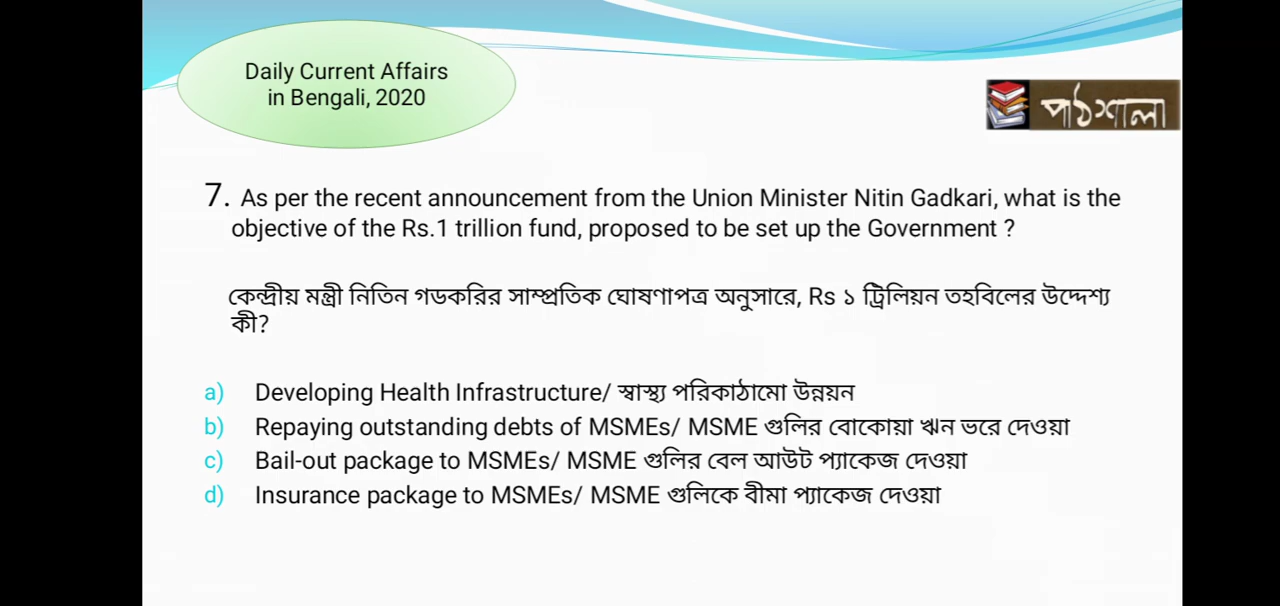 Daily Current Affairs
in Bengali, 2020
পাঠশালা
7. As per the recent announcement from the Union Minister Nitin Gadkari, what is the
objective of the Rs.1 trillion fund, proposed to be set up the Government ?
কেন্দ্রীয় মন্ত্রী নিতিন গডকরির সাম্প্রতিক ঘোষণাপত্র অনুসারে, Rs ১ ট্রিলিয়ন তহবিলের উদ্দেশ্য
কী?
a) Developing Health Infrastructure/ স্বাস্থ্য পরিকাঠামো উন্নয়ন
b) Repaying outstanding debts of MSMEs/ MSME গুলির বোকোয়া ঋন ভরে দেওয়া
c) Bail-out package to MSMEs/ MSME গুলির বেল আউট প্যাকেজ দেওয়া
d) Insurance package to MSMEs/ MSME গুলিকে বীমা প্যাকেজ দেওয়া